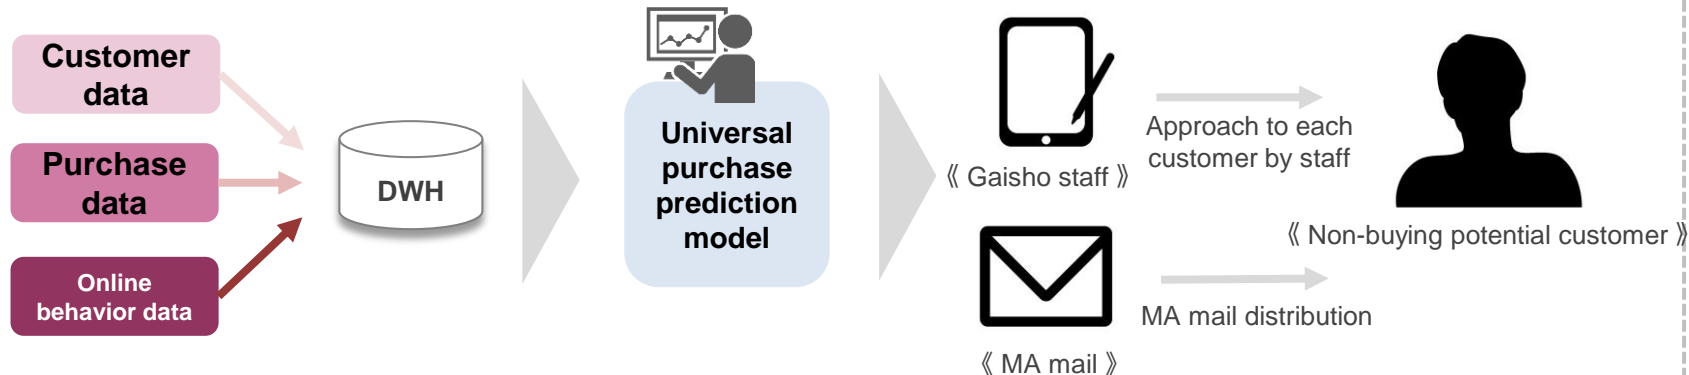 Customer
data
Purchase
data
Online
behavior data
DWH
Universal
purchase
prediction
model
《 Gaisho staff 》
Approach to each
customer by staff
《 Non-buying potential customer 》
《 MA mail 》
MA mail distribution